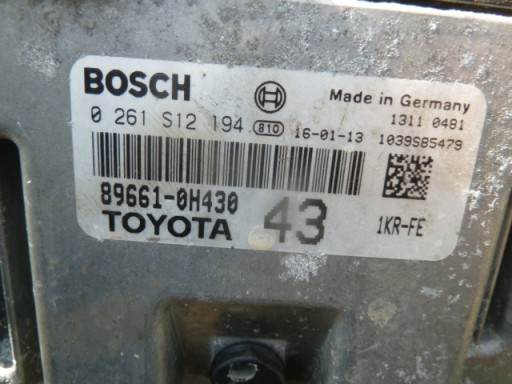 BOSCH Made in Germany
0 261 S12 194 810 16-01-13 1311 0481
1039S85479
89661-0H430
TOYOTA 43 1KR-FE